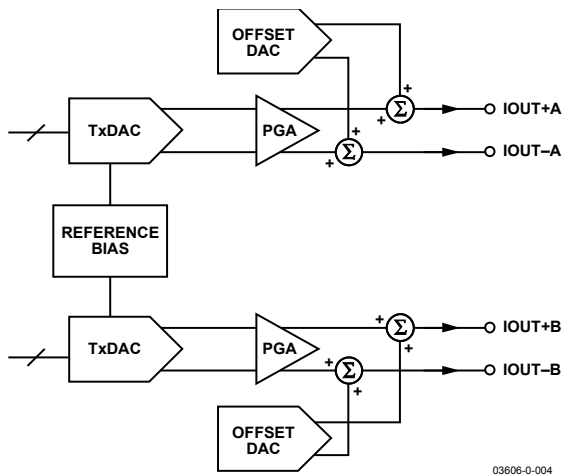 OFFSET
DAC
+
+
TxDAC
PGA
Σ
IOUT+A
+
+
Σ
IOUT–A
REFERENCE
BIAS
+
TxDAC
PGA
Σ
IOUT+B
+
+
Σ
IOUT–B
+
OFFSET
DAC
03606-0-004